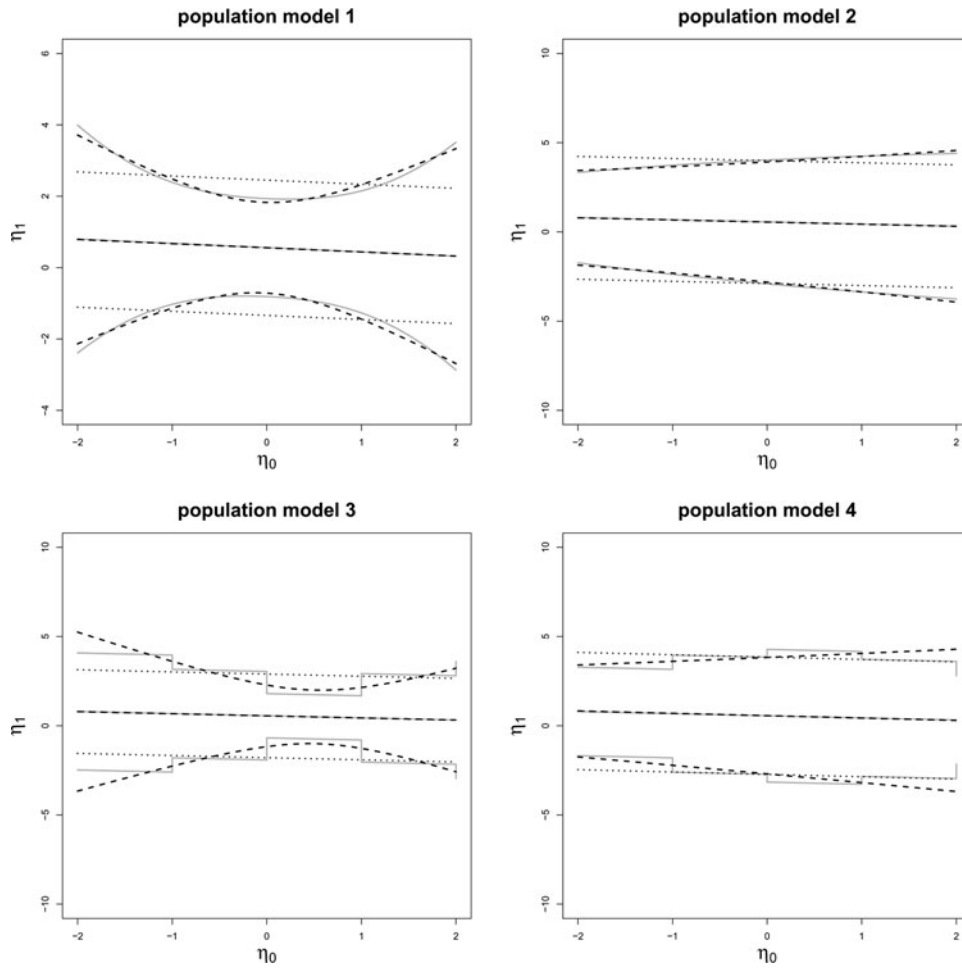 population model 1
6
4
2
0
−2
−4
η₁
−2 −1 0 1 2
η₀
population model 2
10
5
0
−5
−10
η₁
−2 −1 0 1 2
η₀
population model 3
10
5
0
−5
−10
η₁
−2 −1 0 1 2
η₀
population model 4
10
5
0
−5
−10
η₁
−2 −1 0 1 2
η₀